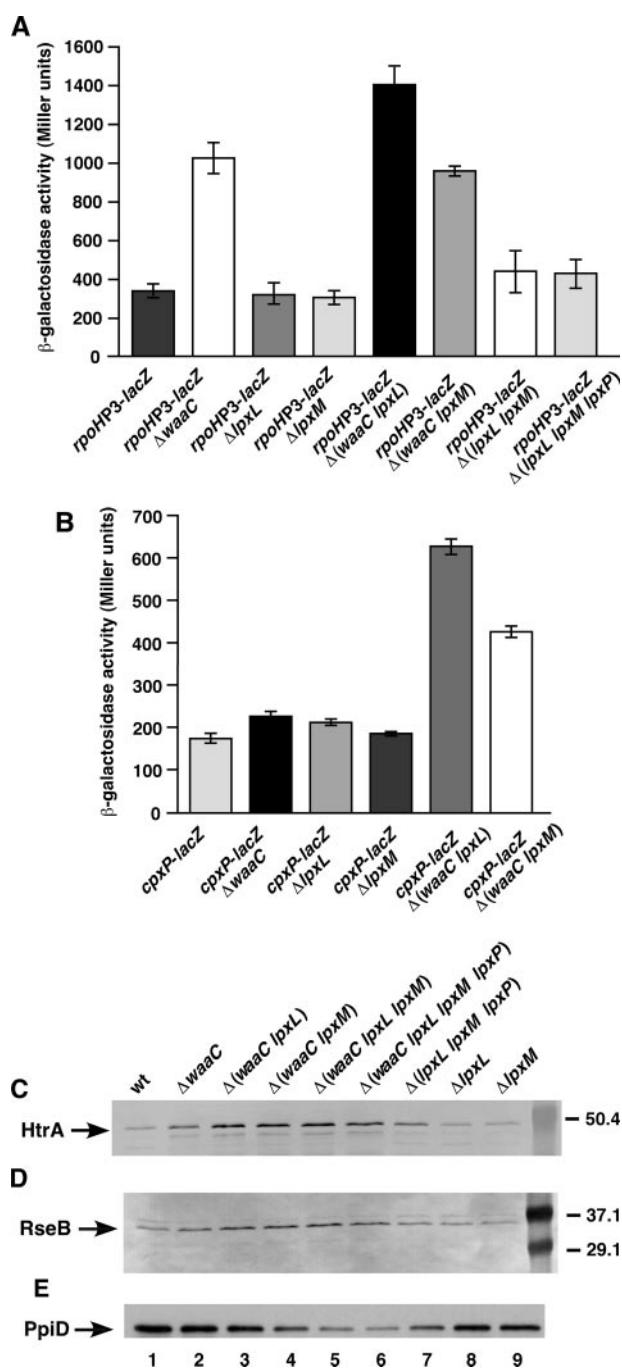 A
β-galactosidase activity (Miller units)
1600
1400
1200
1000
800
600
400
200
0
rpoHP3-lacZ
rpoHP3-lacZ
ΔwaaC
rpoHP3-lacZ
ΔlpxL
rpoHP3-lacZ
ΔlpxM
rpoHP3-lacZ
Δ(waaC lpxL)
rpoHP3-lacZ
Δ(waaC lpxM)
rpoHP3-lacZ
Δ(lpxL lpxM)
rpoHP3-lacZ
Δ(lpxL lpxM lpxP)
B
β-galactosidase activity (Miller units)
700
600
500
400
300
200
100
0
cpxP-lacZ
cpxP-lacZ
ΔwaaC
cpxP-lacZ
ΔlpxL
cpxP-lacZ
ΔlpxM
cpxP-lacZ
Δ(waaC lpxL)
cpxP-lacZ
Δ(waaC lpxM)
wt
ΔwaaC
Δ(waaC lpxL)
Δ(waaC lpxM)
Δ(waaC lpxL lpxM)
Δ(waaC lpxL lpxM lpxP)
Δ(lpxL lpxM lpxP)
ΔlpxL
ΔlpxM
C
HtrA
50.4
D
RseB
37.1
29.1
E
PpiD
1 2 3 4 5 6 7 8 9